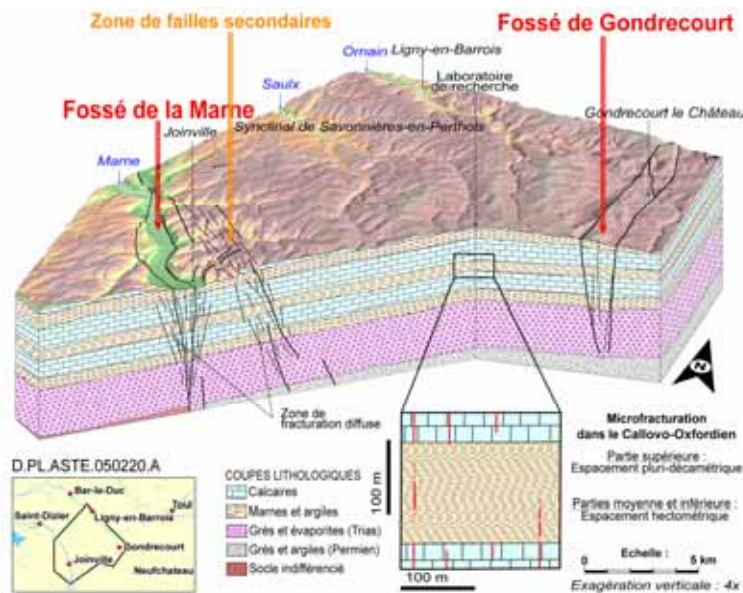 Zone de failles secondaires
Fossé de Gondrecourt
Ornain
Ligny-en-Barrois
Laboratoire
de recherche
Saulx
Fossé de la Marne
Joinville
Synclinal de Savonnières-en-Perthois
Gondrecourt le Château
Marne
N
Zone de
fracturation diffuse
D.PL.ASTE.050220.A
Bar-le-Duc
Toul
Ligny-en-Barrois
Saint-Dizier
Gondrecourt
Joinville
Neufchateau
COUPES LITHOLOGIQUES
Calcaires
Marnes et argiles
Grès et évaporites (Trias)
Grès et argiles (Permien)
Socle indifférencié
100 m
100 m
Microfracturation
dans le Callovo-Oxfordien
Partie supérieure :
Espacement pluri-décamétrique
Parties moyenne et inférieure :
Espacement hectométrique
Echelle :
0 5 km
Exagération verticale : 4x